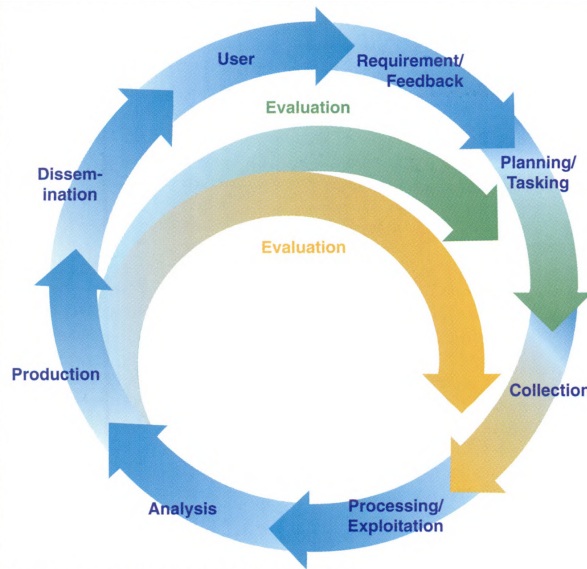 User
Requirement/
Feedback
Evaluation
Planning/
Tasking
Dissem-
ination
Evaluation
Production
Collection
Analysis
Processing/
Exploitation